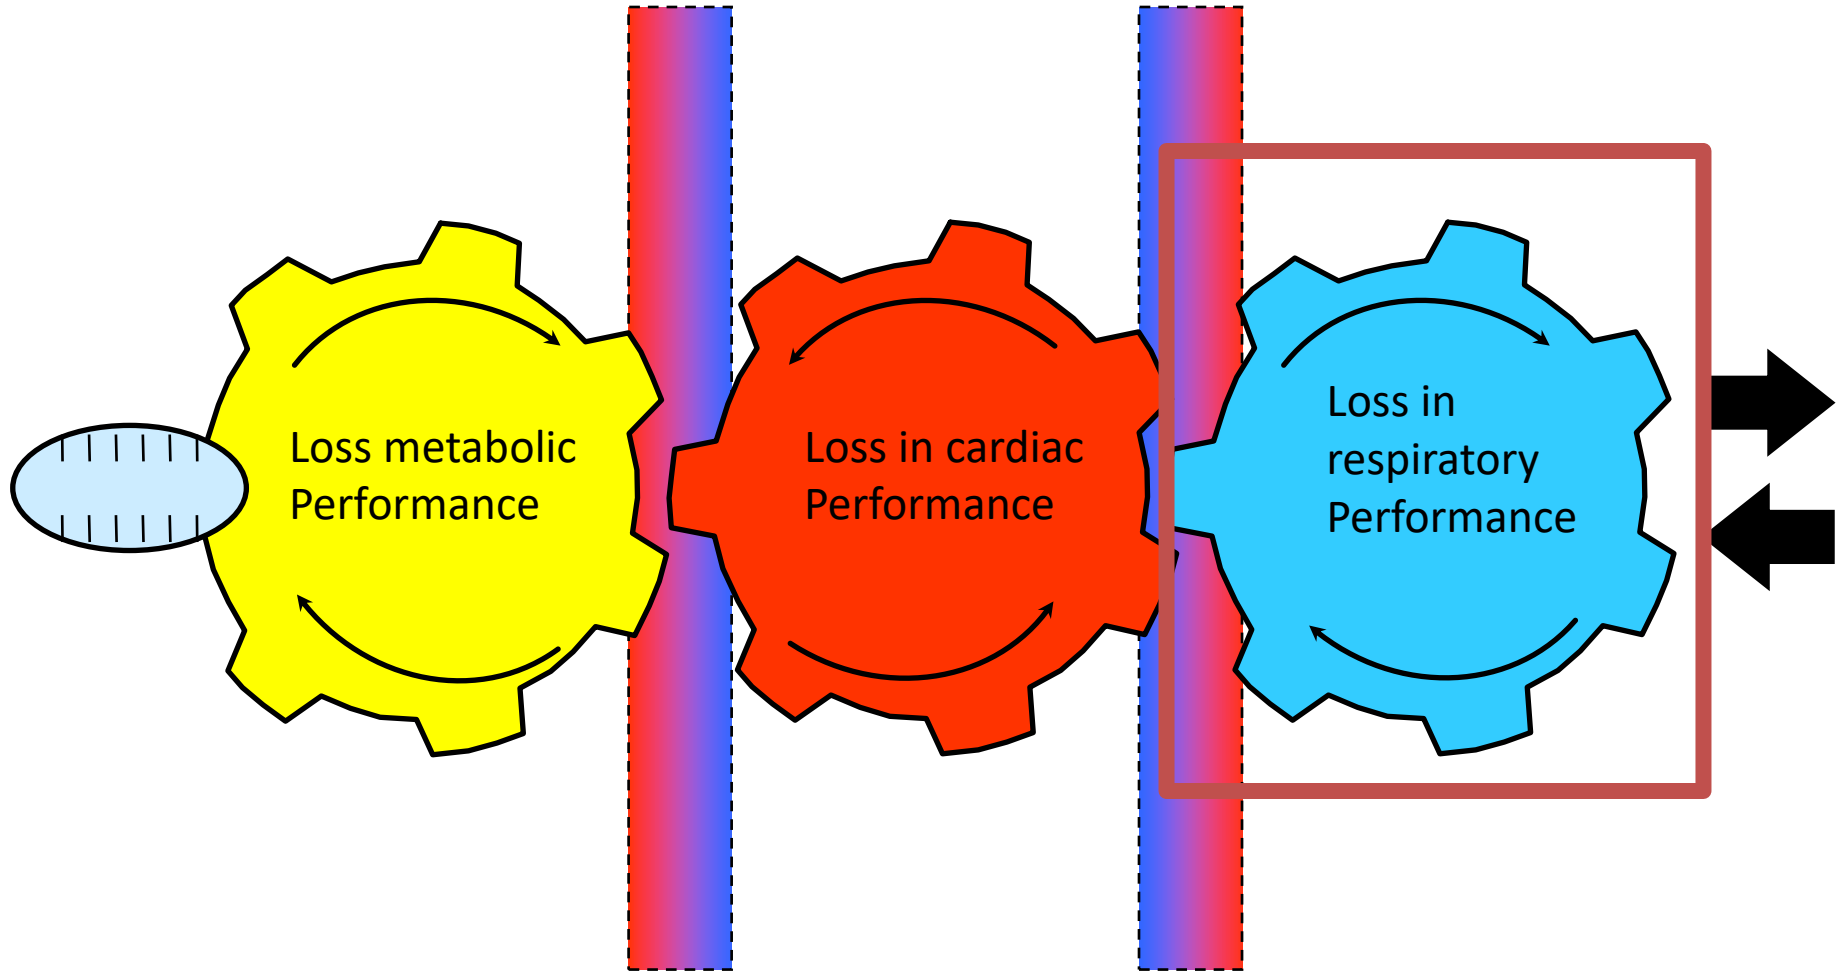 Loss metabolic
Performance
Loss in cardiac
Performance
Loss in
respiratory
Performance